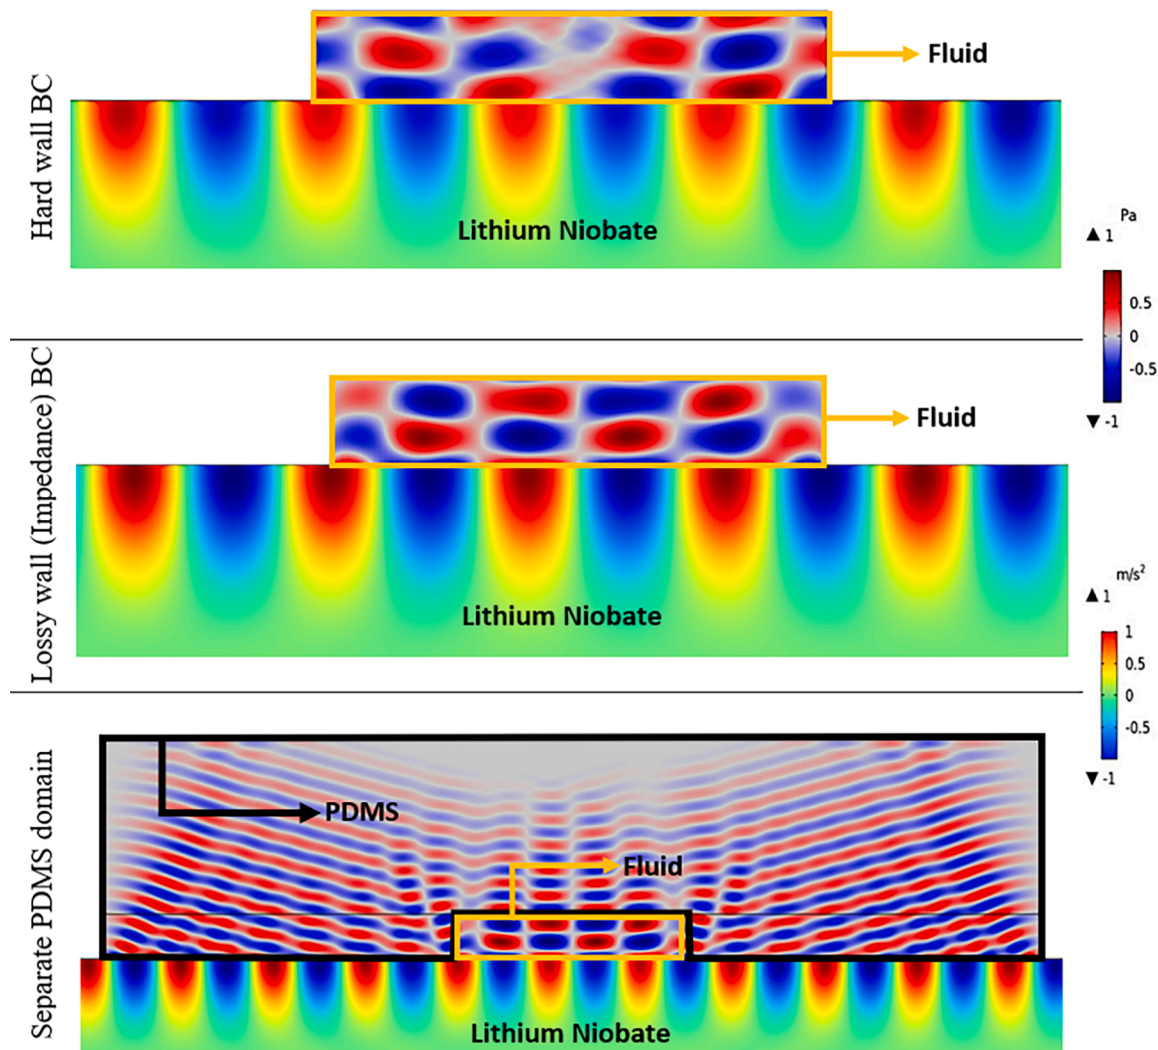 Hard wall BC
Fluid
Lithium Niobate
Pa
▲ 1
0.5
0
-0.5
▼ -1
Lossy wall (Impedance) BC
Fluid
Lithium Niobate
m/s²
▲ 1
1
0.5
0
-0.5
▼ -1
Separate PDMS domain
PDMS
Fluid
Lithium Niobate